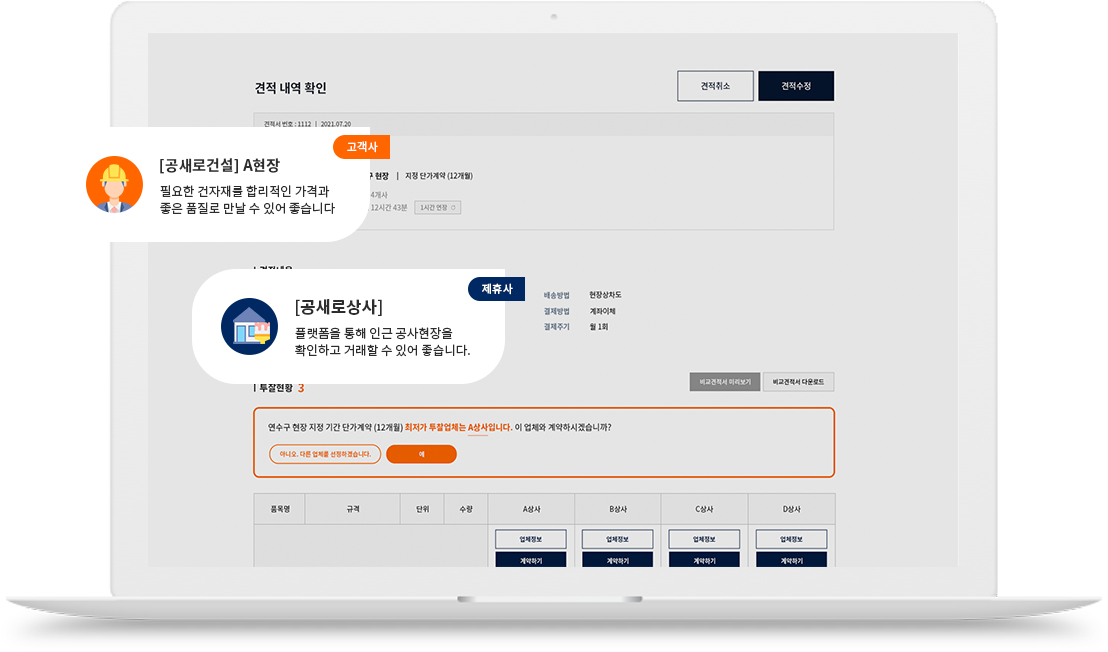 견적 내역 확인
견적취소
견적수정
견적서 번호 : 1112 | 2021.07.20
고객사
[공새로건설] A현장
필요한 건자재를 합리적인 가격과
좋은 품질로 만날 수 있어 좋습니다
구 현장 | 지정 단가계약 (12개월)
4개사
12시간 43분
1시간 연장
제휴사
[공새로상사]
플랫폼을 통해 인근 공사현장을
확인하고 거래할 수 있어 좋습니다.
배송방법 현장상차도
결제방법 계좌이체
결제주기 월 1회
투찰현황 3
비교견적서 미리보기
비교견적서 다운로드
연수구 현장 지정 기간 단가계약 (12개월) 최저가 투찰업체는 A상사입니다. 이 업체와 계약하시겠습니까?
아니오. 다른 업체를 선정하겠습니다.
예
품목명 규격 단위 수량 A상사 B상사 C상사 D상사
업체정보 업체정보 업체정보 업체정보
계약하기 계약하기 계약하기 계약하기